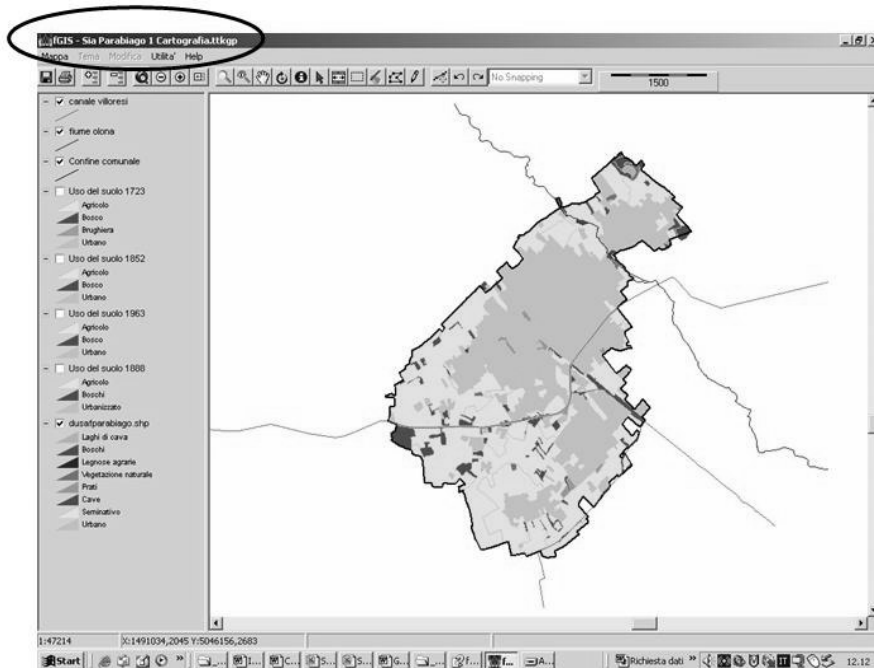 fGIS - Sia Parabiago 1 Cartografia.ttkgp
Mappa Tema Modifica Utilita' Help
No Snapping
1500
canale villoresi
fiume olona
Confine comunale
Uso del suolo 1723
Agricolo
Bosco
Brughiera
Urbano
Uso del suolo 1852
Agricolo
Bosco
Urbano
Uso del suolo 1963
Agricolo
Bosco
Urbano
Uso del suolo 1888
Agricolo
Boschi
Urbanizzato
dusafparabiago.shp
Laghi di cava
Boschi
Legnose agrarie
Vegetazione naturale
Prati
Cave
Seminativo
Urbano
1:47214 X:1491034,2045 Y:5046156,2683
Start » _... I... C... S... S... G... _... f... f... A... Richiesta dati » IT 12.12